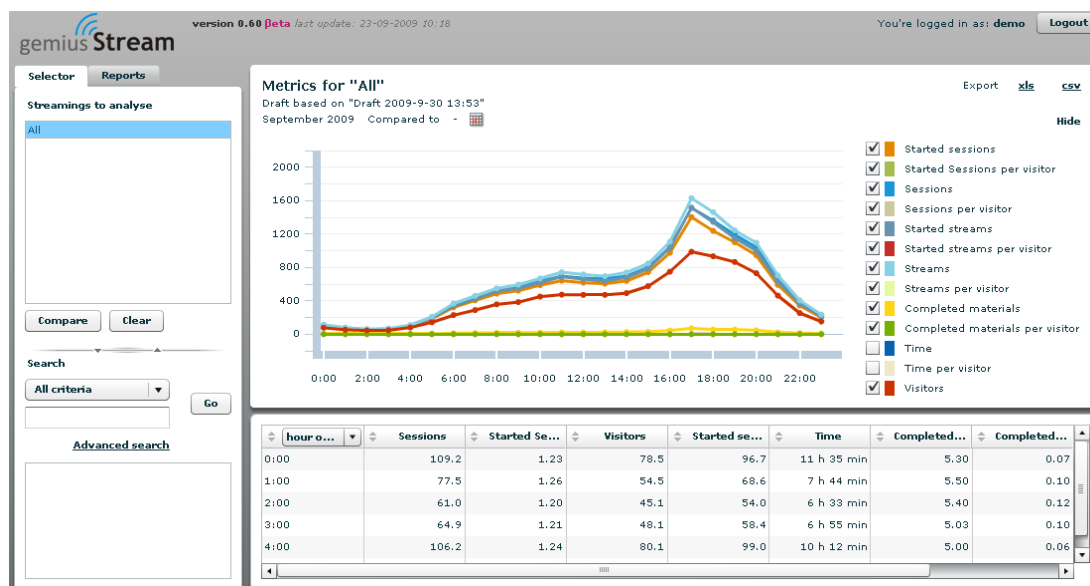 version 0.60 βeta last update: 23-09-2009 10:18
You're logged in as: demo
Logout
gemius Stream
Selector
Reports
Streamings to analyse
All
Compare
Clear
Search
All criteria
Go
Advanced search
Metrics for "All"
Draft based on "Draft 2009-9-30 13:53"
September 2009 Compared to -
Export xls csv
Hide
2000
1600
1200
800
400
0
0:00 2:00 4:00 6:00 8:00 10:00 12:00 14:00 16:00 18:00 20:00 22:00
Started sessions
Started Sessions per visitor
Sessions
Sessions per visitor
Started streams
Started streams per visitor
Streams
Streams per visitor
Completed materials
Completed materials per visitor
Time
Time per visitor
Visitors
hour o... Sessions Started Se... Visitors Started se... Time Completed... Completed...
0:00 109.2 1.23 78.5 96.7 11 h 35 min 5.30 0.07
1:00 77.5 1.26 54.5 68.6 7 h 44 min 5.50 0.10
2:00 61.0 1.20 45.1 54.0 6 h 33 min 5.40 0.12
3:00 64.9 1.21 48.1 58.4 6 h 55 min 5.03 0.10
4:00 106.2 1.24 80.1 99.0 10 h 12 min 5.00 0.06